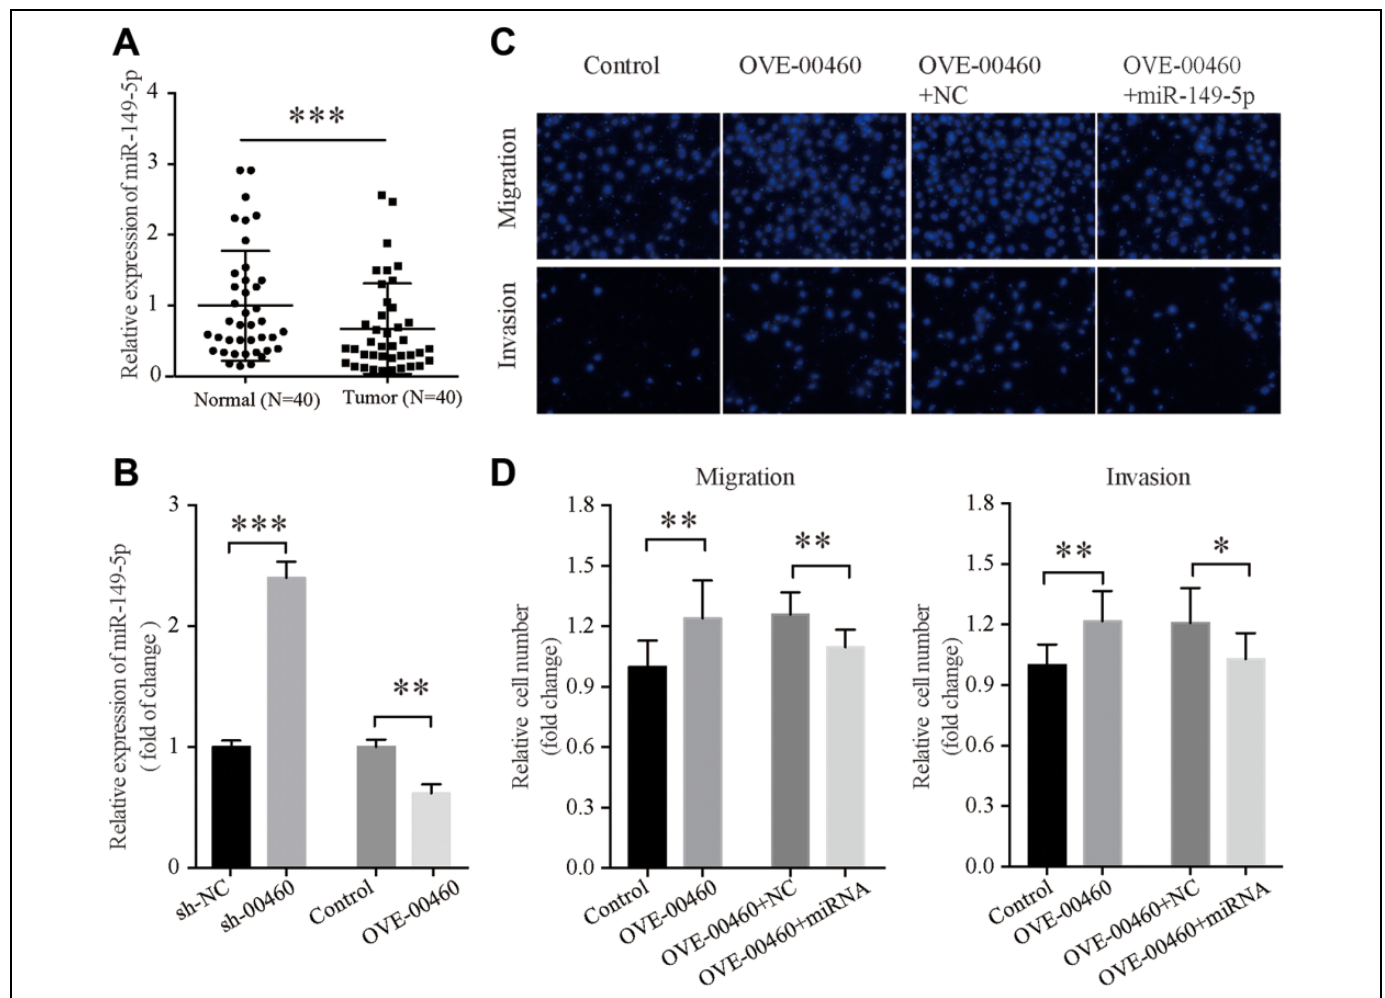 A
Relative expression of miR-149-5p
4
3
2
1
0
***
Normal (N=40)
Tumor (N=40)
C
Control
OVE-00460
OVE-00460
+NC
OVE-00460
+miR-149-5p
Migration
Invasion
B
Relative expression of miR-149-5p
( fold of change )
3
2
1
0
***
**
sh-NC
sh-00460
Control
OVE-00460
D
Migration
Relative cell number
(fold change)
1.8
1.5
1.2
0.9
0.6
0.3
0.0
**
**
Control
OVE-00460
OVE-00460+NC
OVE-00460+miRNA
Invasion
Relative cell number
(fold change)
1.8
1.5
1.2
0.9
0.6
0.3
0.0
**
*
Control
OVE-00460
OVE-00460+NC
OVE-00460+miRNA